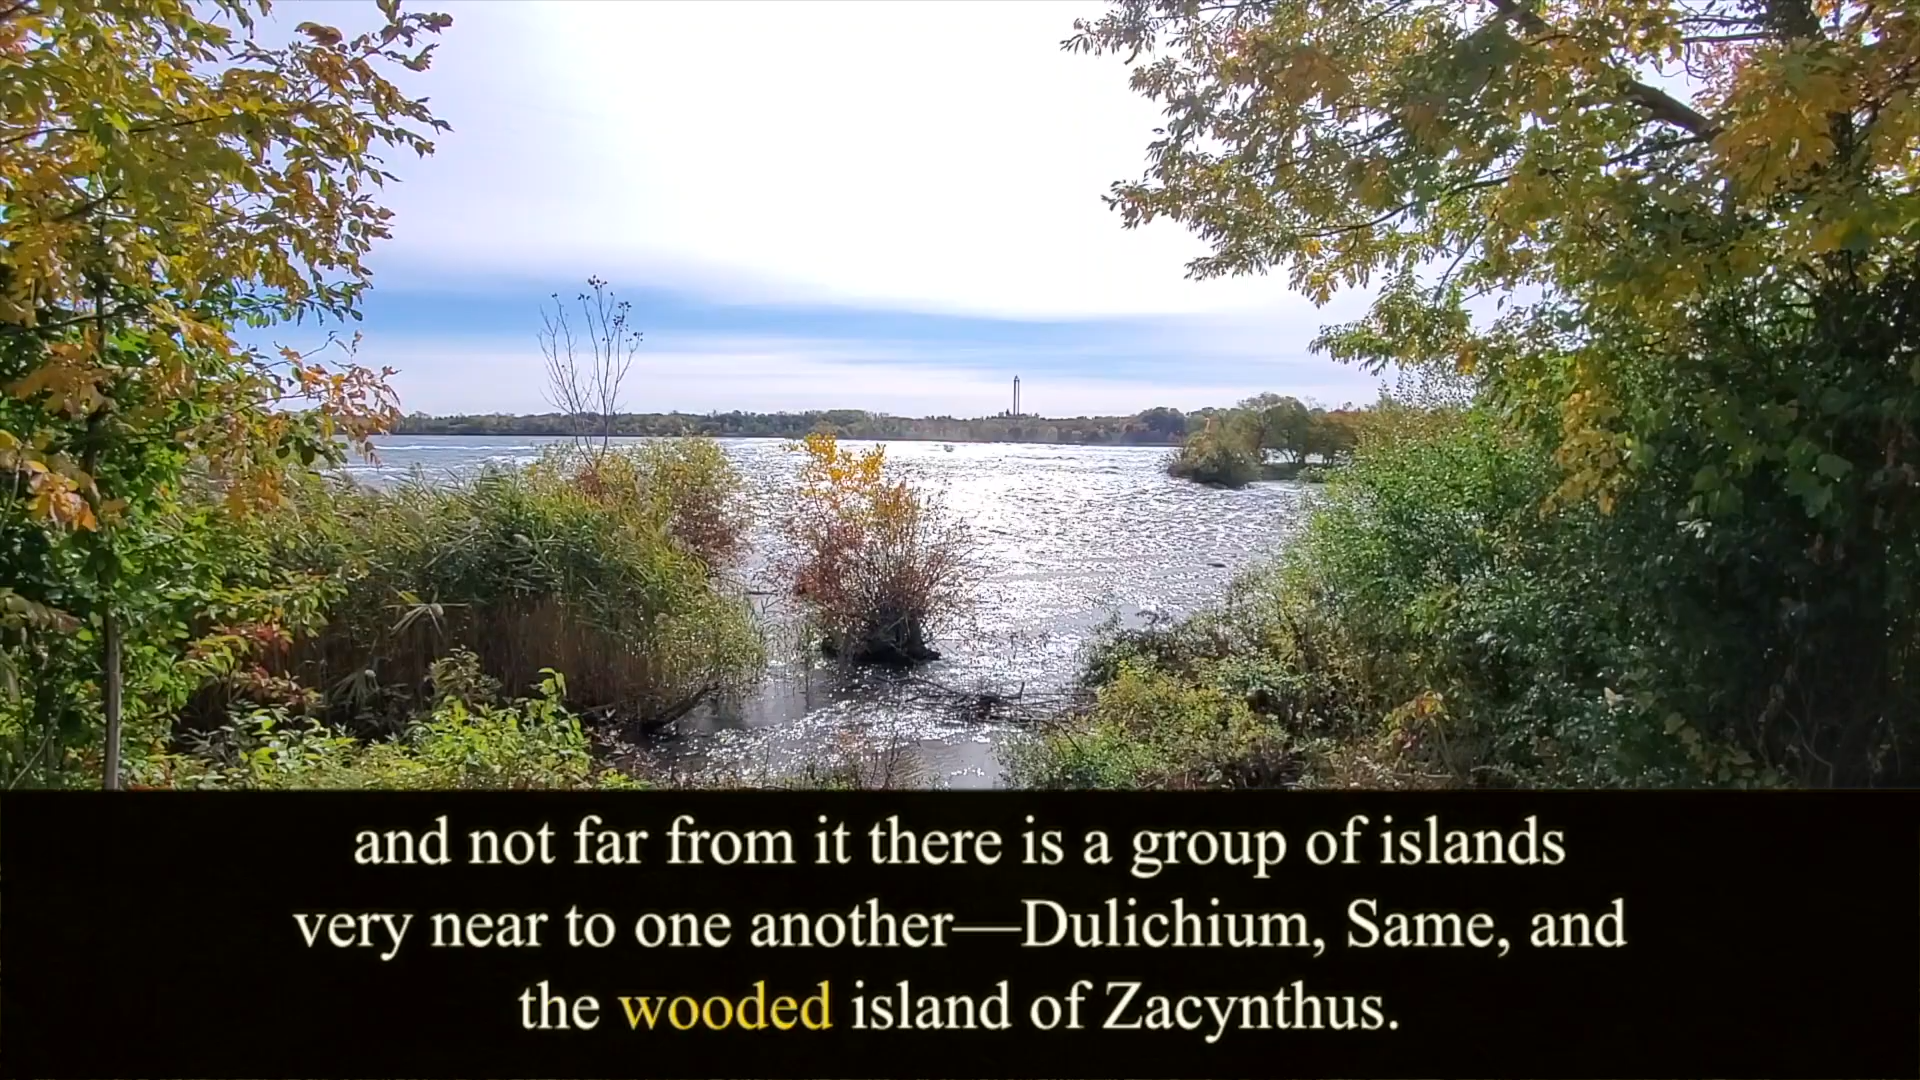 and not far from it there is a group of islands
very near to one another—Dulichium, Same, and
the wooded island of Zacynthus.